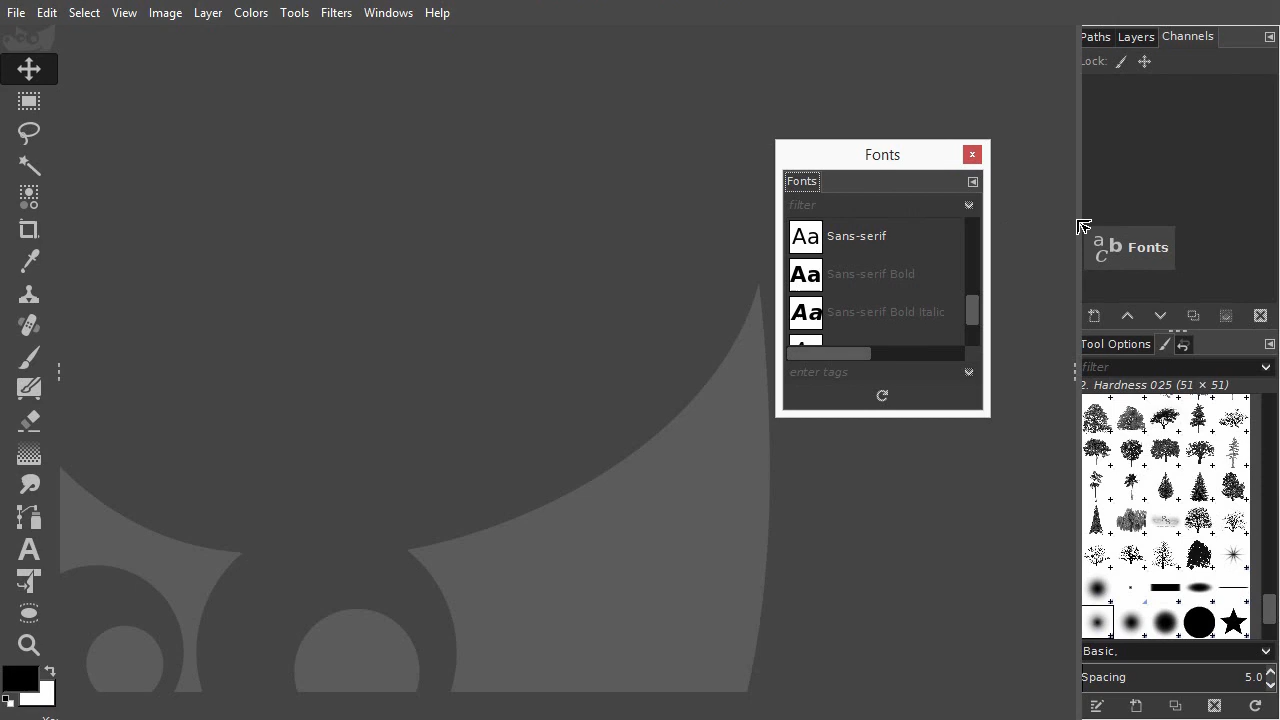 File Edit Select View Image Layer Colors Tools Filters Windows Help
Paths Layers Channels
Lock:
Fonts
Fonts
filter
Aa Sans-serif
Aa Sans-serif Bold
Aa Sans-serif Bold Italic
enter tags
a b c Fonts
Tool Options
filter
2. Hardness 025 (51 × 51)
Basic,
Spacing 5.0